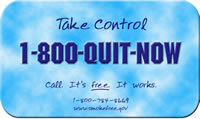 Take Control
1-800-QUIT-NOW
Call. It's free. It works.
1-800-784-8669
www.smokefree.gov